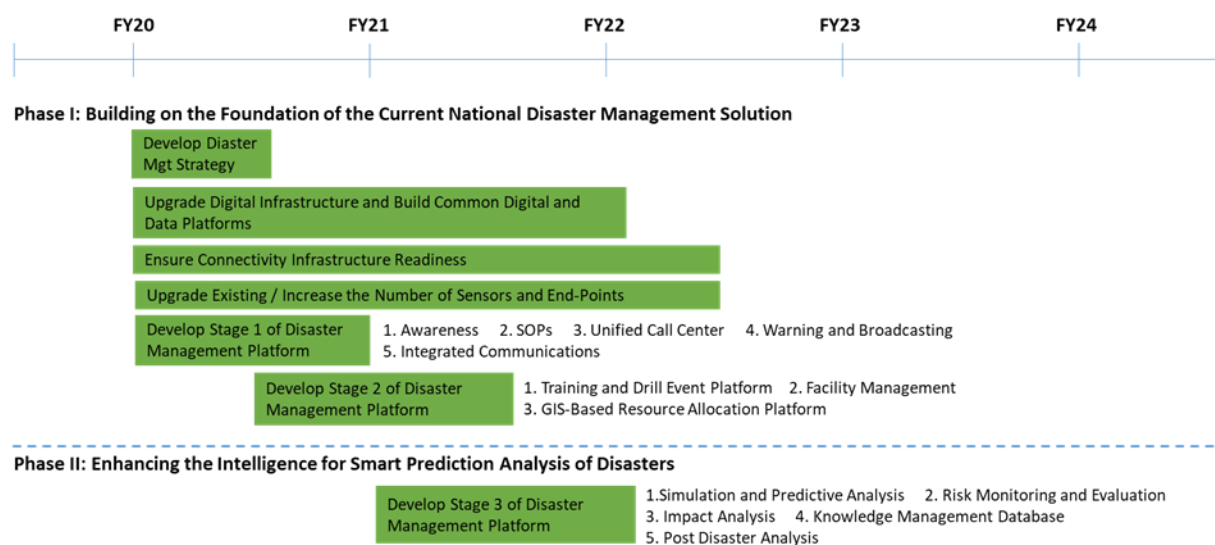 FY20 FY21 FY22 FY23 FY24
Phase I: Building on the Foundation of the Current National Disaster Management Solution
Develop Diaster
Mgt Strategy
Upgrade Digital Infrastructure and Build Common Digital and
Data Platforms
Ensure Connectivity Infrastructure Readiness
Upgrade Existing / Increase the Number of Sensors and End-Points
Develop Stage 1 of Disaster
Management Platform
1. Awareness 2. SOPs 3. Unified Call Center 4. Warning and Broadcasting
5. Integrated Communications
Develop Stage 2 of Disaster
Management Platform
1. Training and Drill Event Platform 2. Facility Management
3. GIS-Based Resource Allocation Platform
Phase II: Enhancing the Intelligence for Smart Prediction Analysis of Disasters
Develop Stage 3 of Disaster
Management Platform
1.Simulation and Predictive Analysis 2. Risk Monitoring and Evaluation
3. Impact Analysis 4. Knowledge Management Database
5. Post Disaster Analysis